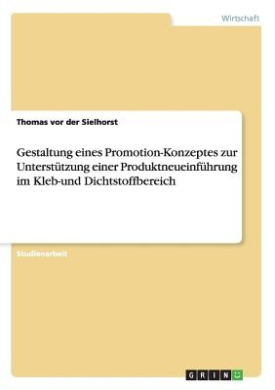 Wirtschaft
Thomas vor der Sielhorst
Gestaltung eines Promotion-Konzeptes zur
Unterstützung einer Produktneueinführung
im Kleb-und Dichtstoffbereich
Studienarbeit
GRIN